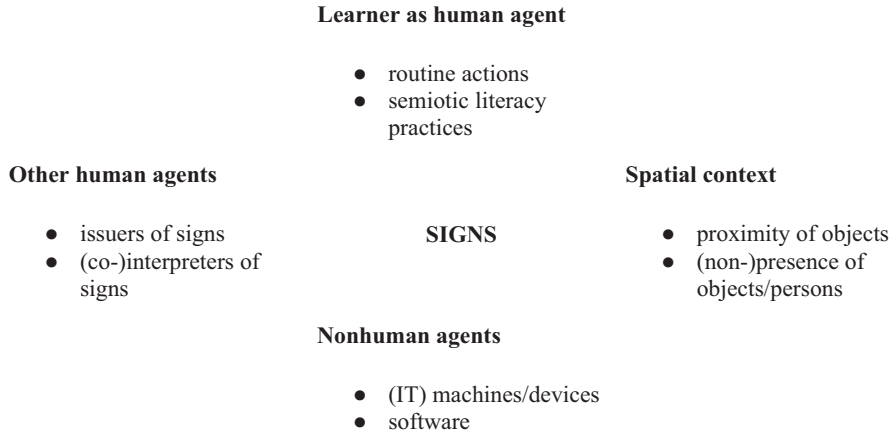 Learner as human agent
● routine actions
● semiotic literacy
practices
Other human agents
● issuers of signs
● (co-)interpreters of
signs
SIGNS
Spatial context
● proximity of objects
● (non-)presence of
objects/persons
Nonhuman agents
● (IT) machines/devices
● software